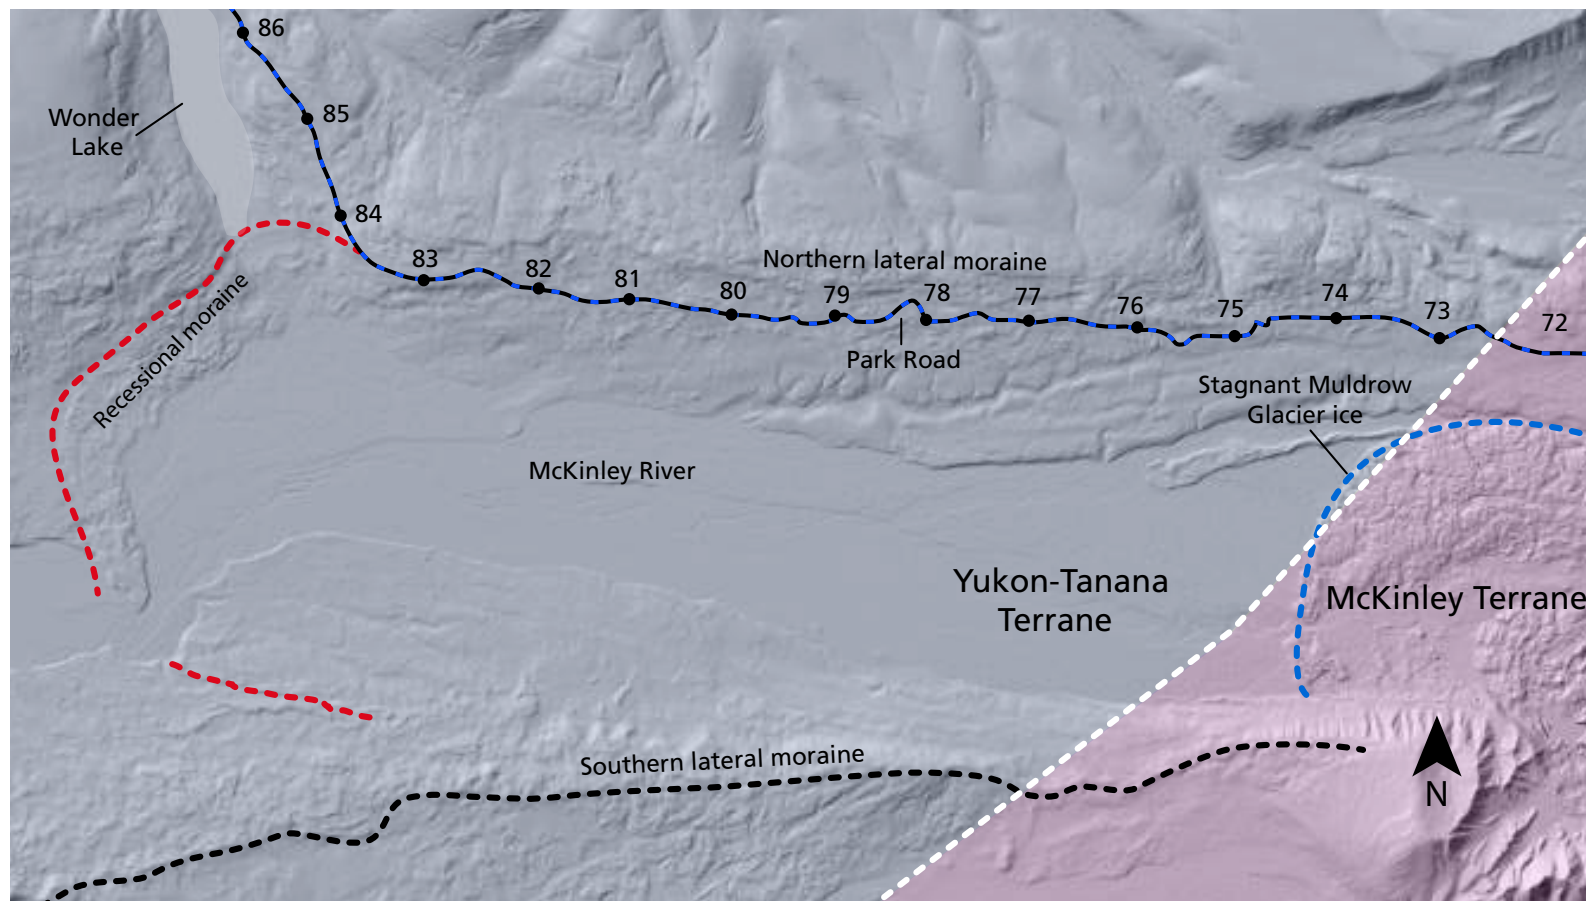 86
Wonder
Lake
85
84
83
82
81
80
Northern lateral moraine
79
78
77
76
75
74
73
72
Park Road
Recessional moraine
Stagnant Muldrow
Glacier ice
McKinley River
Yukon-Tanana
Terrane
McKinley Terrane
Southern lateral moraine
N